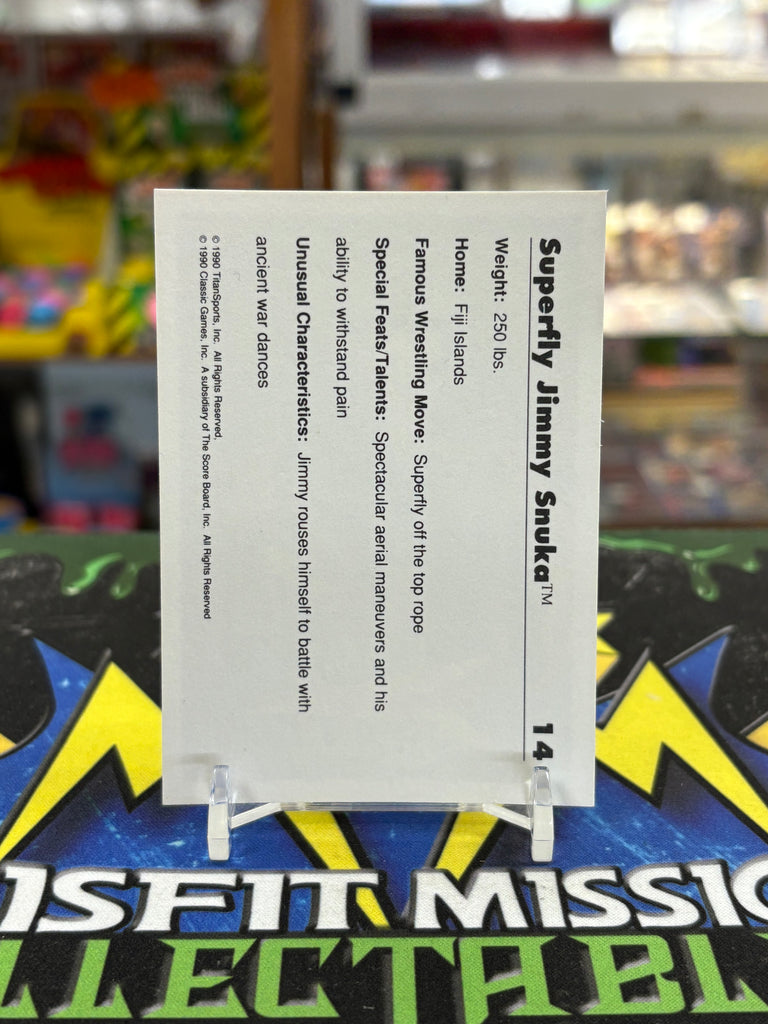 Superfly Jimmy Snuka™ 14
Weight: 250 lbs.
Home: Fiji Islands
Famous Wrestling Move: Superfly off the top rope
Special Feats/Talents: Spectacular aerial maneuvers and his
ability to withstand pain
Unusual Characteristics: Jimmy rouses himself to battle with
ancient war dances
© 1990 TitanSports, Inc. All Rights Reserved.
© 1990 Classic Games, Inc. A subsidiary of The Score Board, Inc. All Rights Reserved
ISFIT MISSIO
LLECTABL